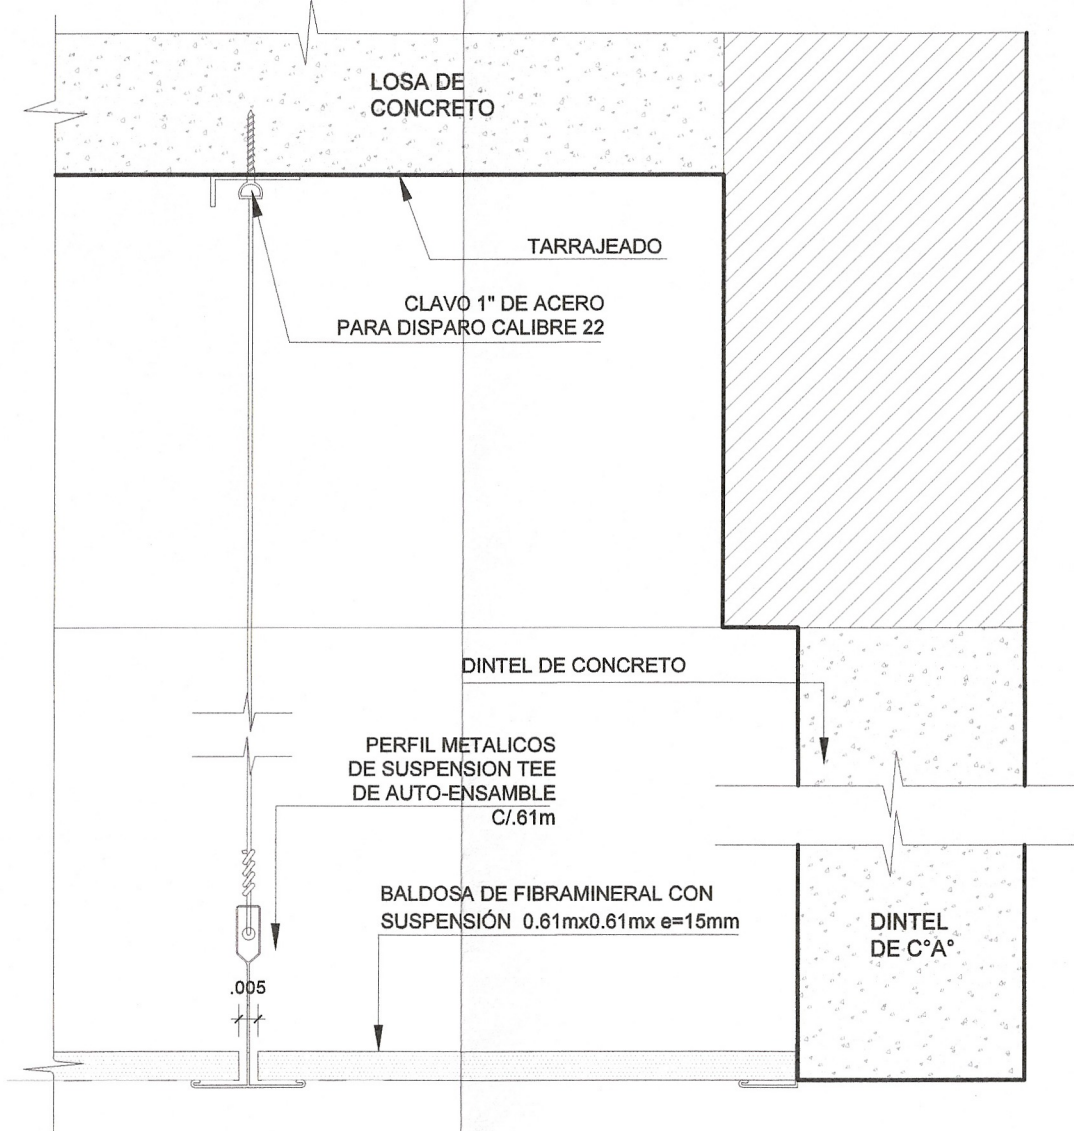 LOSA DE
CONCRETO
TARRAJEADO
CLAVO 1" DE ACERO
PARA DISPARO CALIBRE 22
DINTEL DE CONCRETO
PERFIL METALICOS
DE SUSPENSION TEE
DE AUTO-ENSAMBLE
C/.61m
BALDOSA DE FIBRAMINERAL CON
SUSPENSIÓN 0.61mx0.61mx e=15mm
DINTEL
DE C°A°
.005